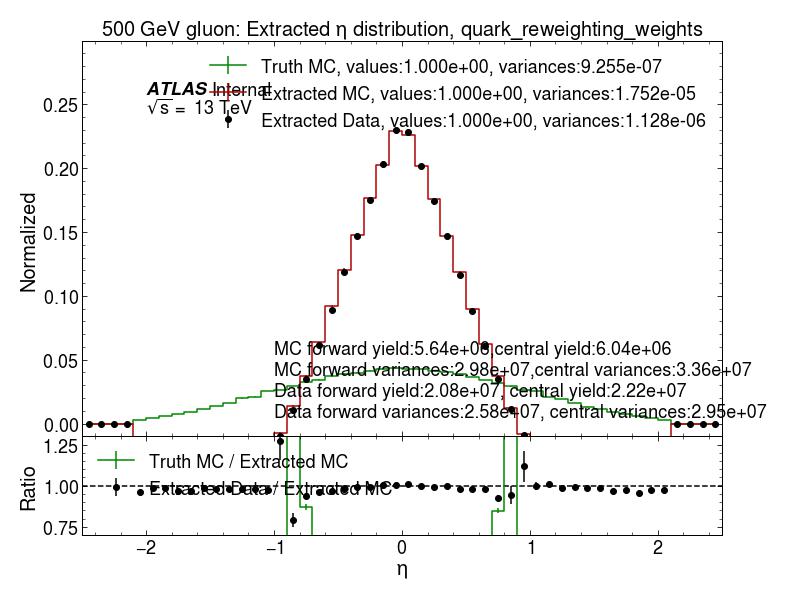 500 GeV gluon: Extracted η distribution, quark_reweighting_weights
Truth MC, values:1.000e+00, variances:9.255e-07
ATLAS Internal
Extracted MC, values:1.000e+00, variances:1.752e-05
√s = 13 TeV
Extracted Data, values:1.000e+00, variances:1.128e-06
0.25
0.20
0.15
0.10
0.05
0.00
Normalized
MC forward yield:5.64e+06,central yield:6.04e+06
MC forward variances:2.98e+07,central variances:3.36e+07
Data forward yield:2.08e+07, central yield:2.22e+07
Data forward variances:2.58e+07, central variances:2.95e+07
1.25
1.00
0.75
Ratio
Truth MC / Extracted MC
Extracted Data / Extracted MC
−2 −1 0 1 2
η